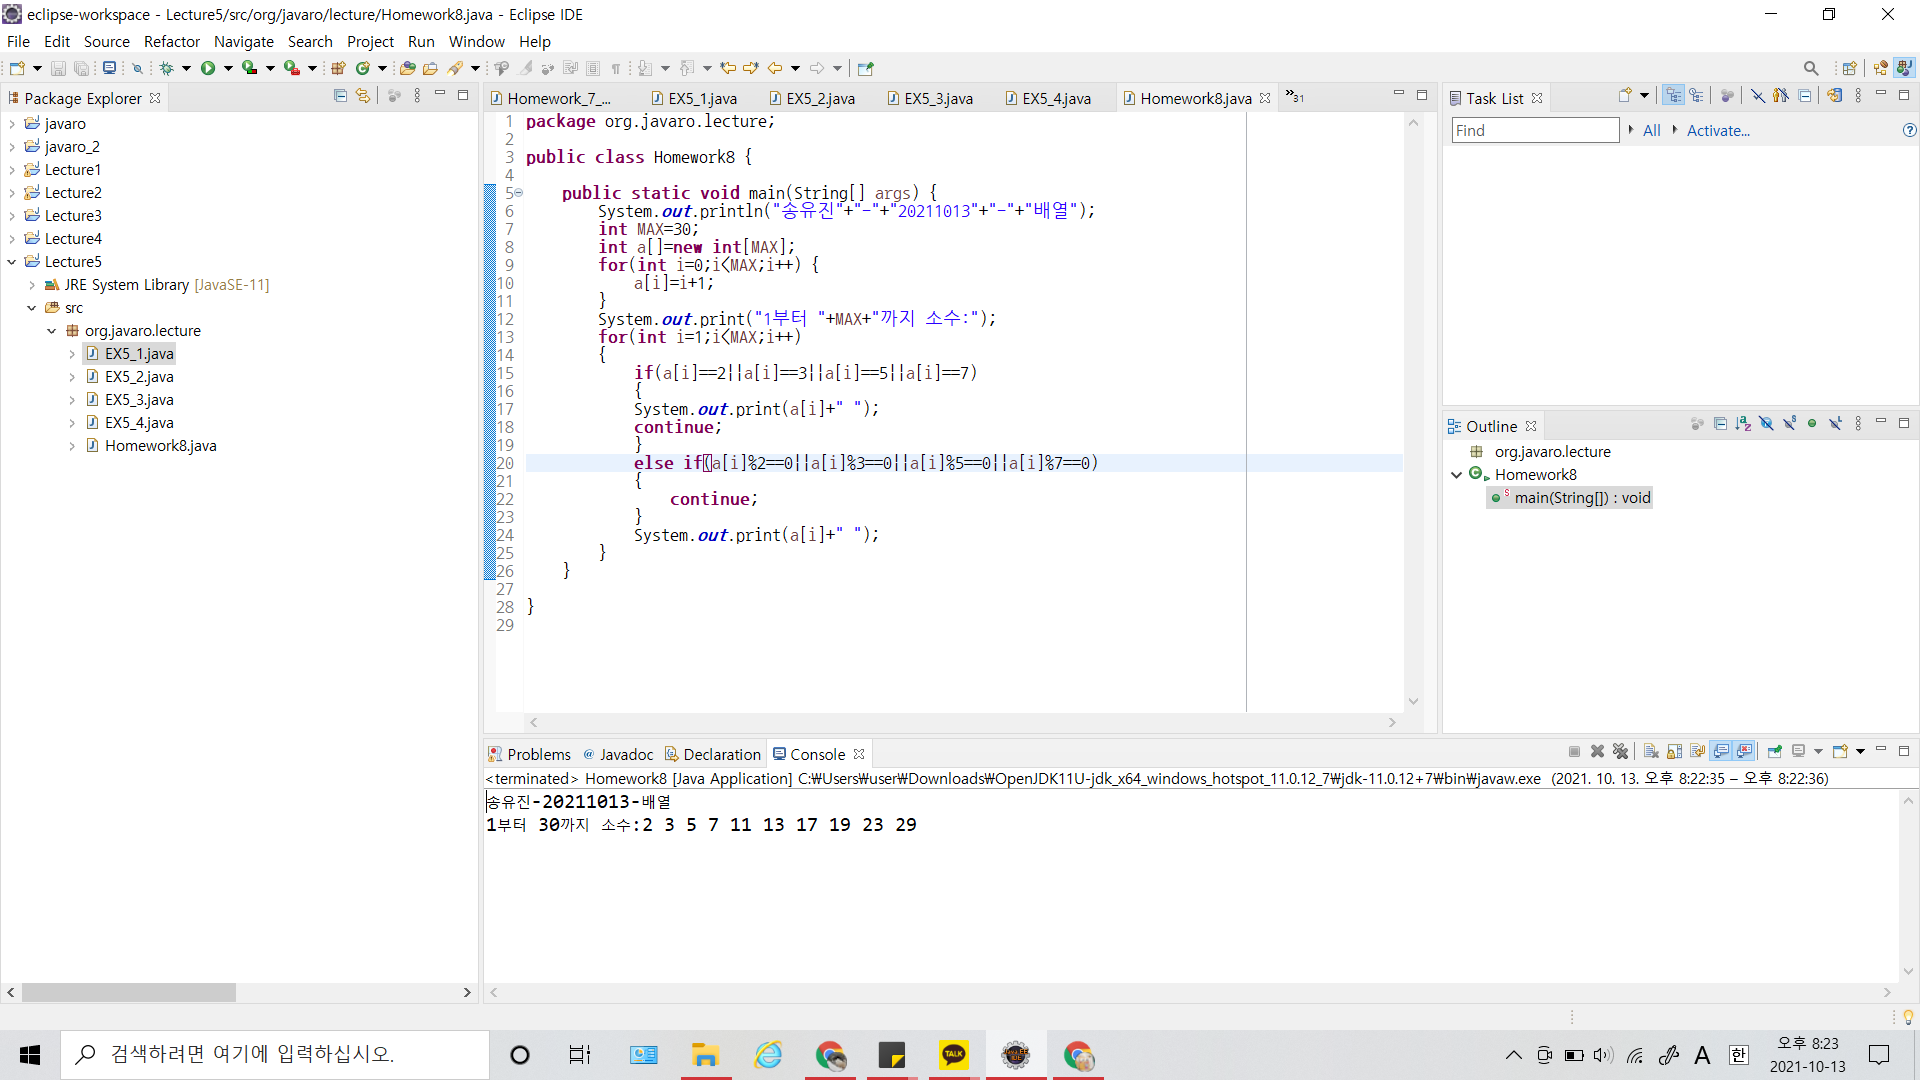 eclipse-workspace - Lecture5/src/org/javaro/lecture/Homework8.java - Eclipse IDE
File Edit Source Refactor Navigate Search Project Run Window Help
Package Explorer
javaro
javaro_2
Lecture1
Lecture2
Lecture3
Lecture4
Lecture5
JRE System Library [JavaSE-11]
src
org.javaro.lecture
EX5_1.java
EX5_2.java
EX5_3.java
EX5_4.java
Homework8.java
Homework_7_... EX5_1.java EX5_2.java EX5_3.java EX5_4.java Homework8.java »31
1 package org.javaro.lecture;
2
3 public class Homework8 {
4
5 public static void main(String[] args) {
6 System.out.println("송유진"+"-"+"20211013"+"-"+"배열");
7 int MAX=30;
8 int a[]=new int[MAX];
9 for(int i=0;i<MAX;i++) {
10 a[i]=i+1;
11 }
12 System.out.print("1부터 "+MAX+"까지 소수:");
13 for(int i=1;i<MAX;i++)
14 {
15 if(a[i]==2||a[i]==3||a[i]==5||a[i]==7)
16 {
17 System.out.print(a[i]+" ");
18 continue;
19 }
20 else if(a[i]%2==0||a[i]%3==0||a[i]%5==0||a[i]%7==0)
21 {
22 continue;
23 }
24 System.out.print(a[i]+" ");
25 }
26 }
27
28 }
29
Task List
Find All Activate...
Outline
org.javaro.lecture
Homework8
main(String[]) : void
Problems @ Javadoc Declaration Console
<terminated> Homework8 [Java Application] C:₩Users₩user₩Downloads₩OpenJDK11U-jdk_x64_windows_hotspot_11.0.12_7₩jdk-11.0.12+7₩bin₩javaw.exe (2021. 10. 13. 오후 8:22:35 – 오후 8:22:36)
송유진-20211013-배열
1부터 30까지 소수:2 3 5 7 11 13 17 19 23 29
검색하려면 여기에 입력하십시오.
TALK
A 한
오후 8:23
2021-10-13